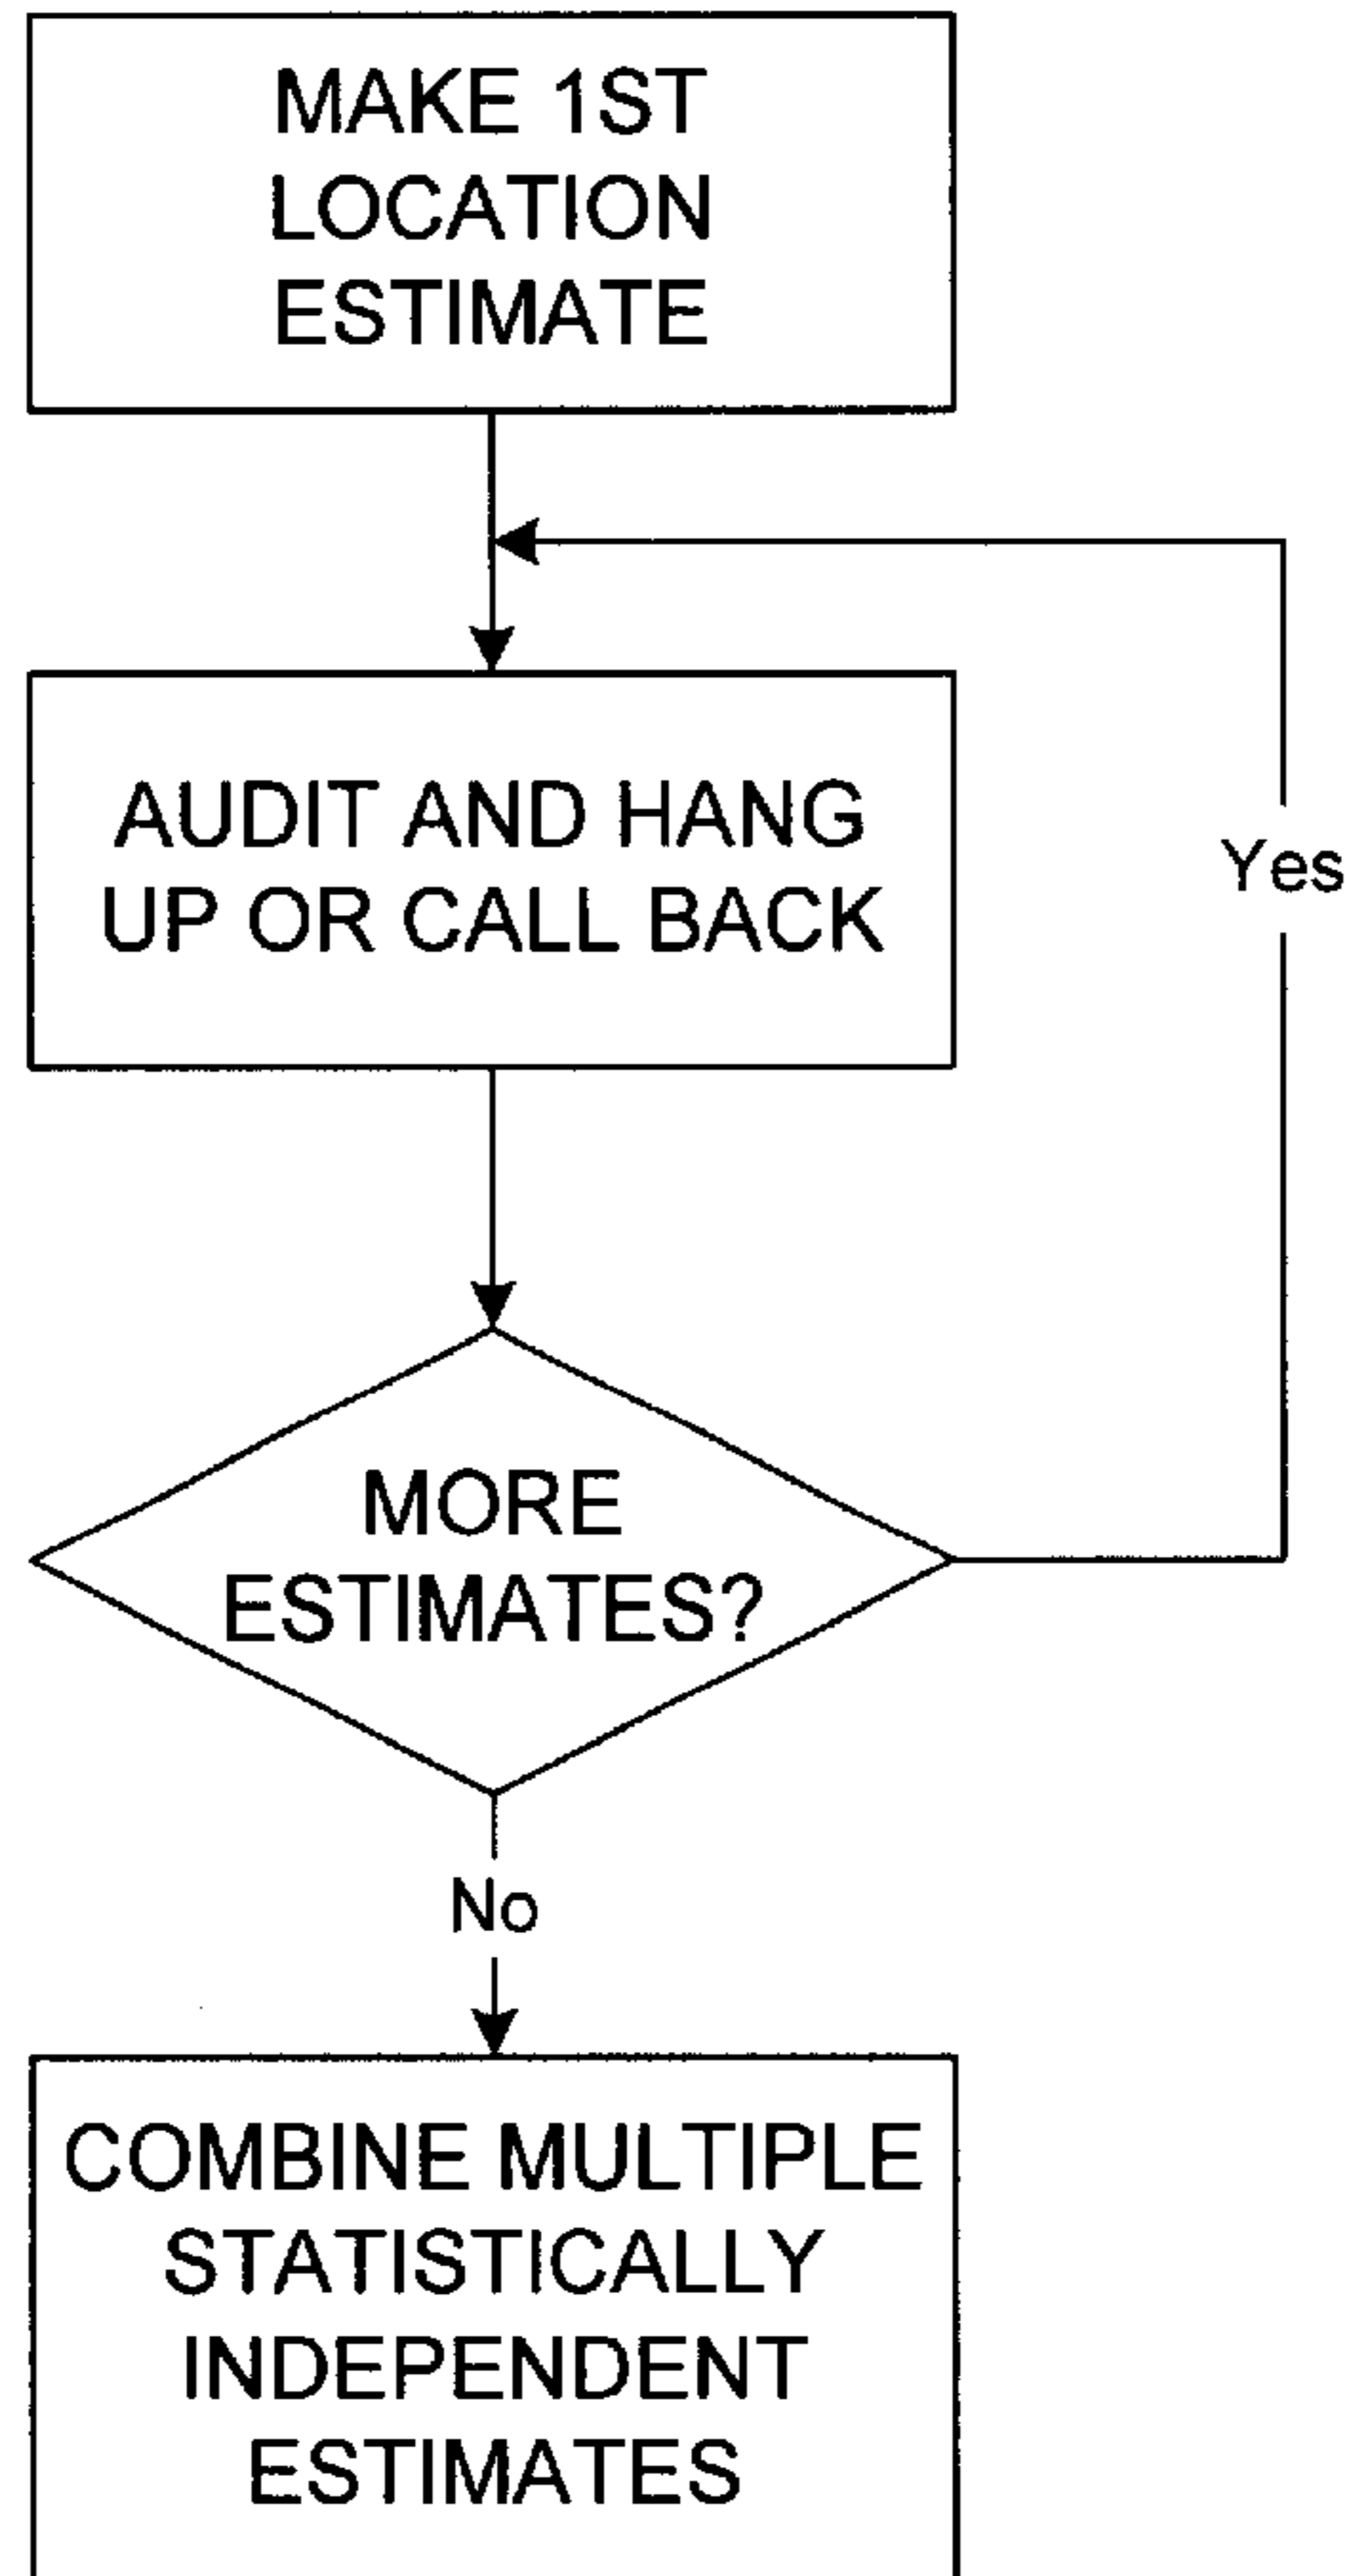 MAKE 1ST
LOCATION
ESTIMATE
AUDIT AND HANG
UP OR CALL BACK
Yes
MORE
ESTIMATES?
No
COMBINE MULTIPLE
STATISTICALLY
INDEPENDENT
ESTIMATES